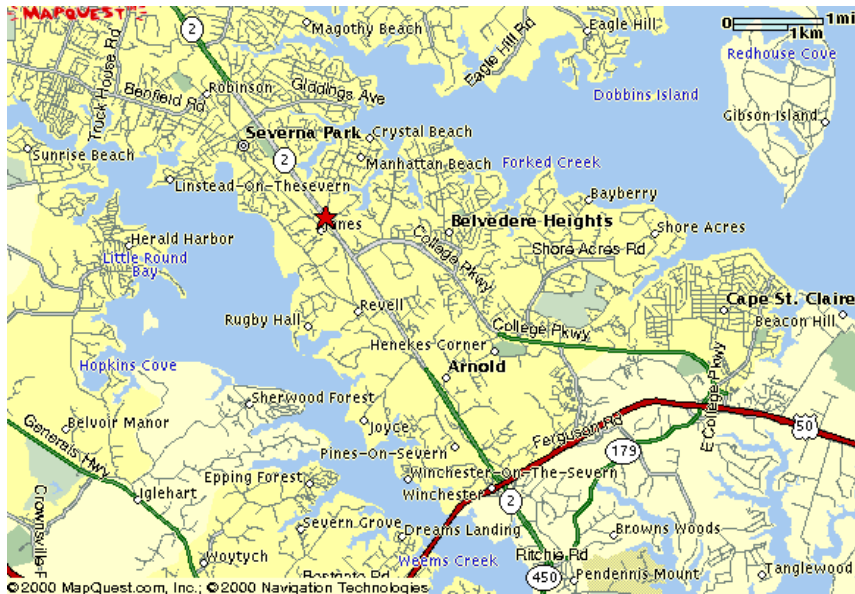 MAPQUEST
2
Magothy Beach
Eagle Hill Rd
Eagle Hill
0 1mi
1km
Redhouse Cove
Truck House Rd
Robinson
Benfield Rd
Giddings Ave
Dobbins Island
Gibson Island
Severna Park
Crystal Beach
Sunrise Beach
2
Manhattan Beach
Forked Creek
Linstead-On-Thesevern
Bayberry
Jones
Belvedere Heights
Shore Acres
Herald Harbor
College Pkwy
Shore Acres Rd
Little Round
Bay
Revell
Cape St. Claire
Rugby Hall
College Pkwy
Beacon Hill
Henekes Corner
Hopkins Cove
Arnold
E College Pkwy
Sherwood Forest
Belvoir Manor
Joyce
Ferguson Rd
50
Generals Hwy
Pines-On-Severn
179
Epping Forest
Winchester-On-The-Severn
Iglehart
Winchester
2
Crownsville-R
Severn Grove
Dreams Landing
Browns Woods
Woytych
Weems Creek
Ritchie Rd
Bestgate Rd
450
Pendennis Mount
Tanglewood
©2000 MapQuest.com, Inc.; ©2000 Navigation Technologies